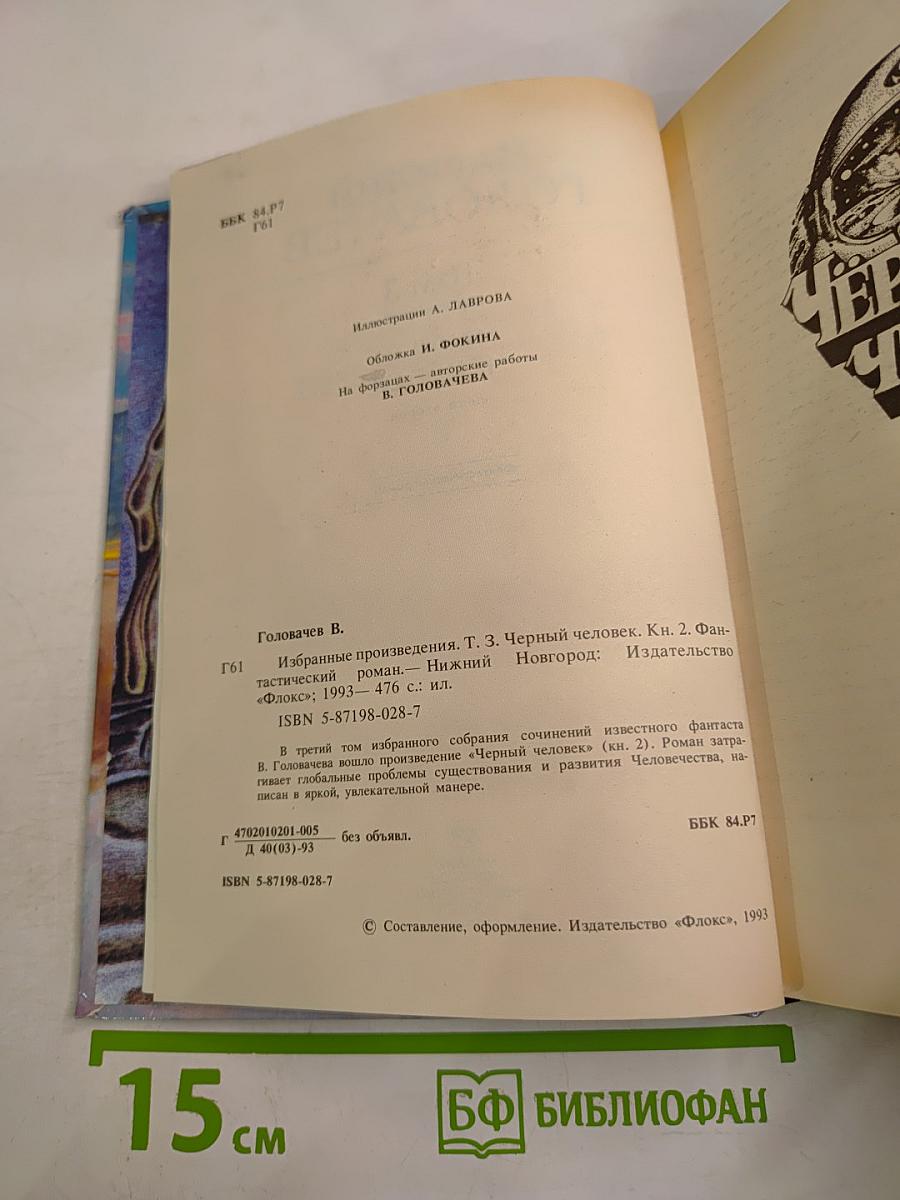 ББК 84.Р7
Г61
Иллюстрации А. ЛАВРОВА
Обложка И. ФОКИНА
На форзацах — авторские работы
В. ГОЛОВАЧЕВА
Головачев В.
Г61 Избранные произведения. Т. 3. Черный человек. Кн. 2. Фан-
тастический роман.— Нижний Новгород: Издательство
«Флокс»; 1993— 476 с.: ил.
ISBN 5-87198-028-7
В третий том избранного собрания сочинений известного фантаста
В. Головачева вошло произведение «Черный человек» (кн. 2). Роман затра-
гивает глобальные проблемы существования и развития Человечества, на-
писан в яркой, увлекательной манере.
Г 4702010201-005 без объявл.
Д 40(03)-93
ББК 84.Р7
ISBN 5-87198-028-7
© Составление, оформление. Издательство «Флокс», 1993
ЧЁР
Ч
15 см
БФ БИБЛИОФАН